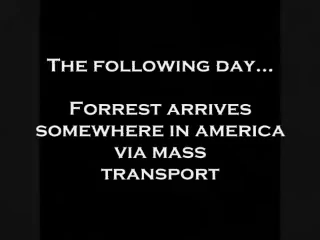 The following day...
Forrest arrives
somewhere in america
via mass
transport